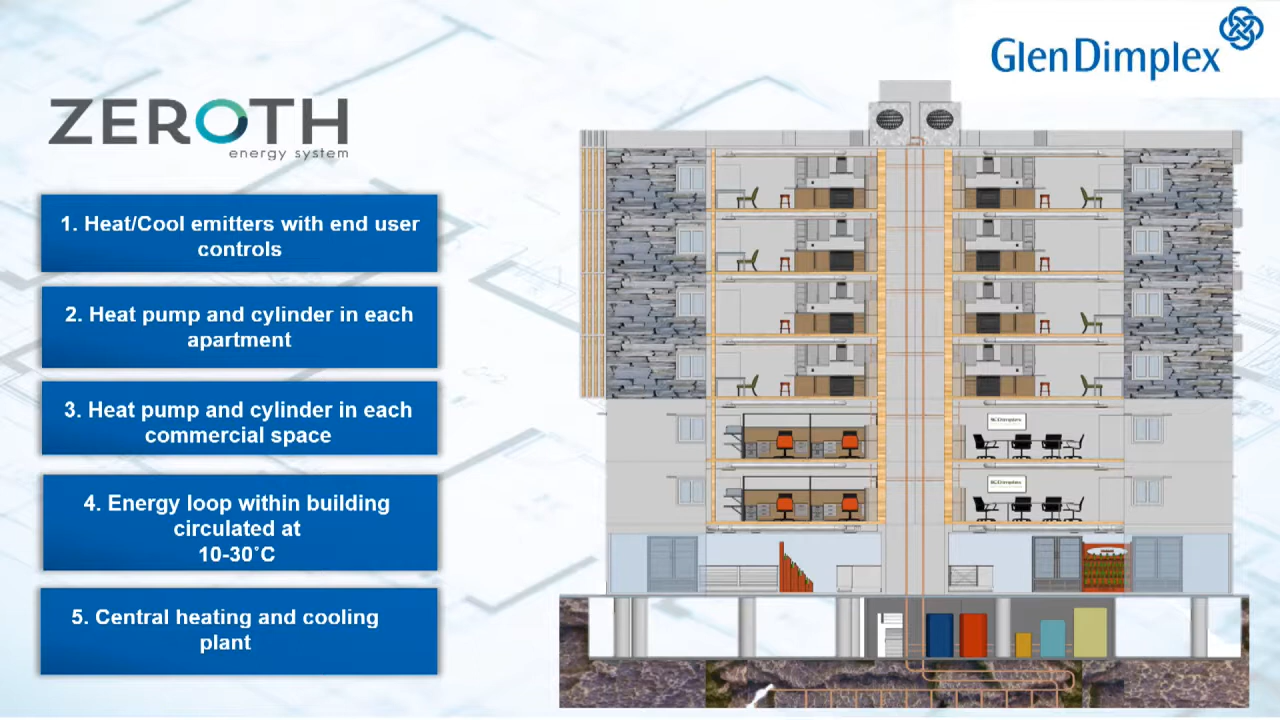 GlenDimplex
ZEROTH
energy system
1. Heat/Cool emitters with end user
controls
2. Heat pump and cylinder in each
apartment
3. Heat pump and cylinder in each
commercial space
4. Energy loop within building
circulated at
10-30˚C
5. Central heating and cooling
plant